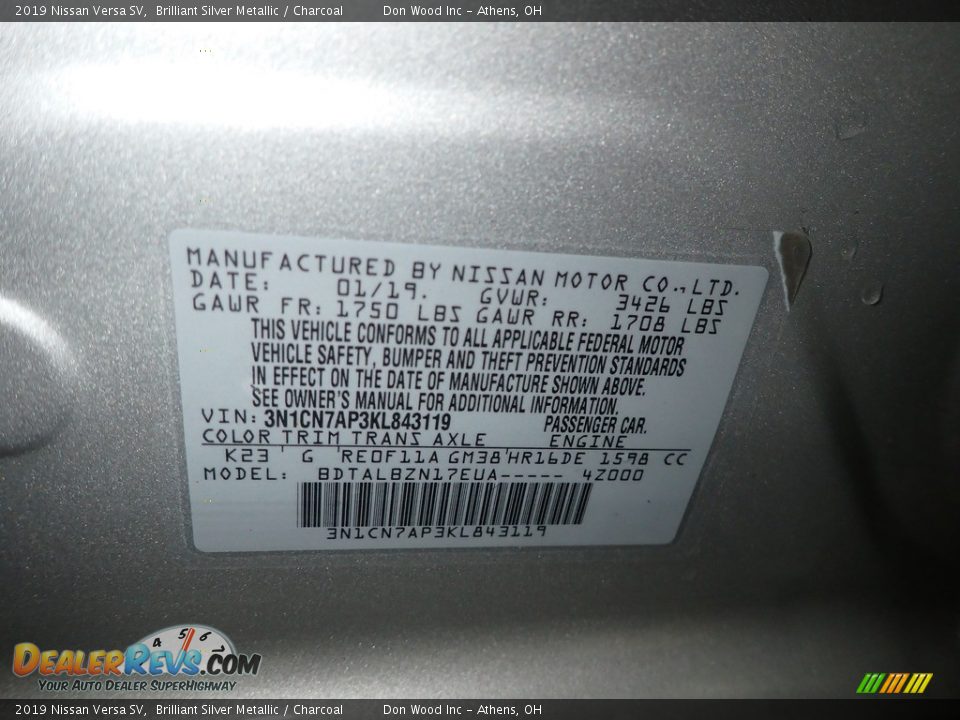 2019 Nissan Versa SV, Brilliant Silver Metallic / Charcoal Don Wood Inc - Athens, OH
MANUFACTURED BY NISSAN MOTOR CO.,LTD.
DATE: 01/19. GVWR: 3426 LBS
GAWR FR: 1750 LBS GAWR RR: 1708 LBS
THIS VEHICLE CONFORMS TO ALL APPLICABLE FEDERAL MOTOR
VEHICLE SAFETY, BUMPER AND THEFT PREVENTION STANDARDS
IN EFFECT ON THE DATE OF MANUFACTURE SHOWN ABOVE.
SEE OWNER'S MANUAL FOR ADDITIONAL INFORMATION.
VIN: 3N1CN7AP3KL843119 PASSENGER CAR.
COLOR TRIM TRANS AXLE ENGINE
K23 ' G 'RE0F11A GM38'HR16DE 1598 CC
MODEL: BDTALBZN17EUA----- 4Z000
3N1CN7AP3KL843119
4 5 6
DEALERREVS.COM
YOUR AUTO DEALER SUPERHIGHWAY
2019 Nissan Versa SV, Brilliant Silver Metallic / Charcoal Don Wood Inc - Athens, OH